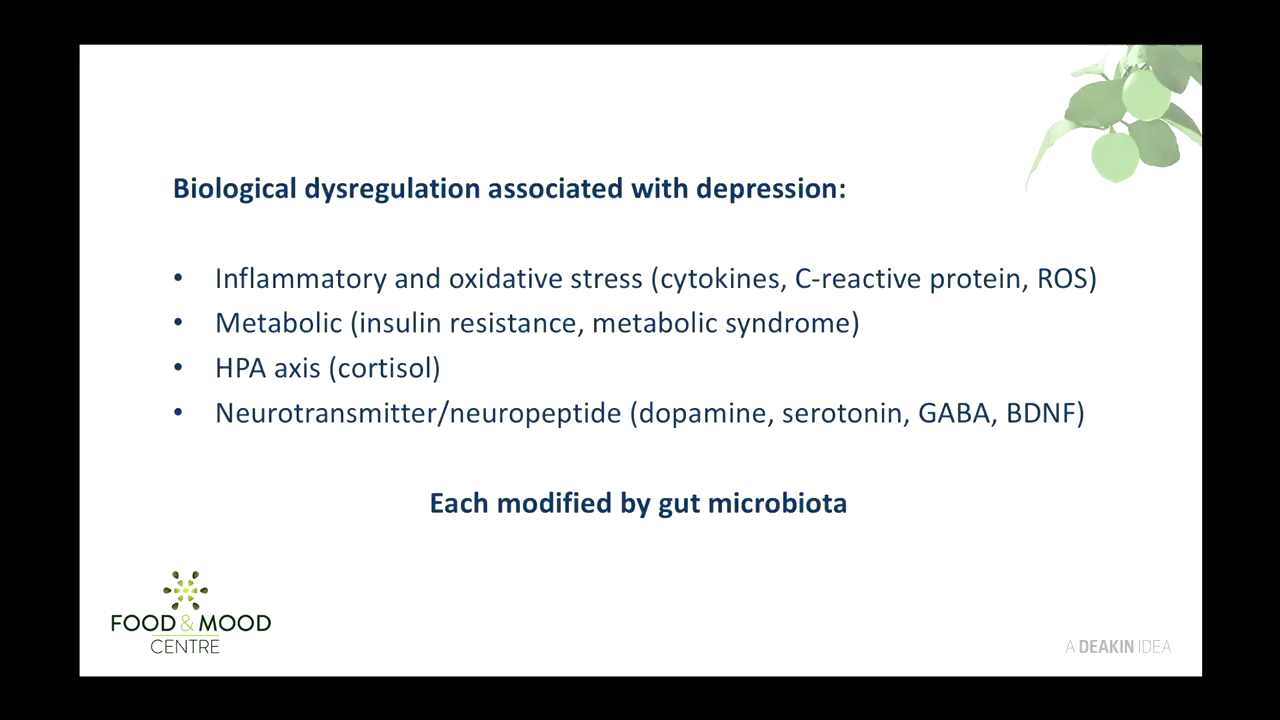 Biological dysregulation associated with depression:
• Inflammatory and oxidative stress (cytokines, C-reactive protein, ROS)
• Metabolic (insulin resistance, metabolic syndrome)
• HPA axis (cortisol)
• Neurotransmitter/neuropeptide (dopamine, serotonin, GABA, BDNF)
Each modified by gut microbiota
FOOD & MOOD
CENTRE
A DEAKIN IDEA